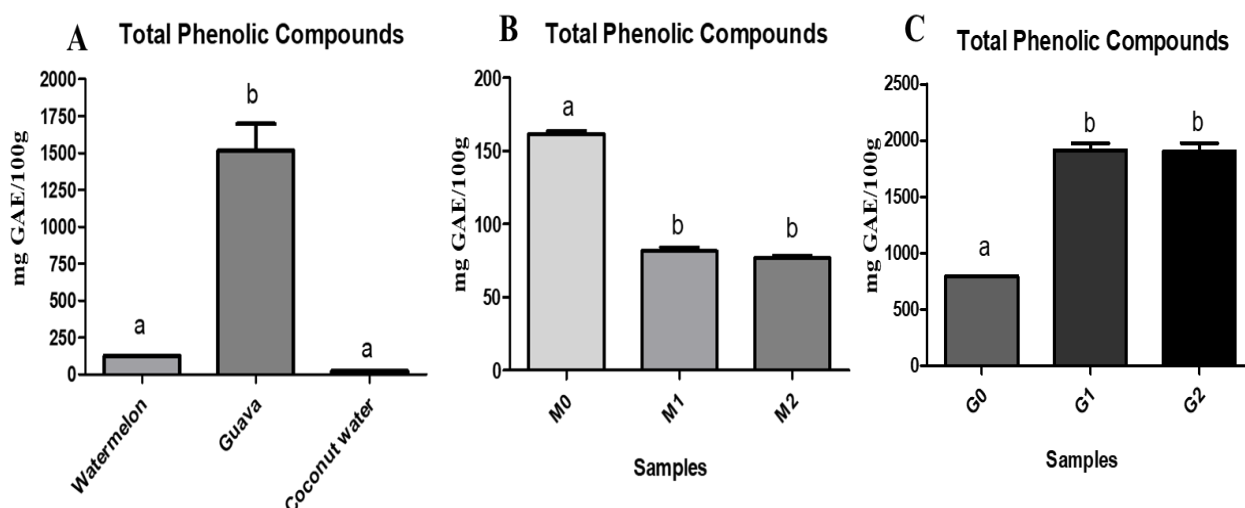 A
Total Phenolic Compounds
mg GAE/100g
2000
1750
1500
1250
1000
750
500
250
0
a
b
a
Watermelon
Guava
Coconut water
B
Total Phenolic Compounds
mg GAE/100g
200
150
100
50
0
a
b
b
M0
M1
M2
Samples
C
Total Phenolic Compounds
mg GAE/100g
2500
2000
1500
1000
500
0
a
b
b
G0
G1
G2
Samples